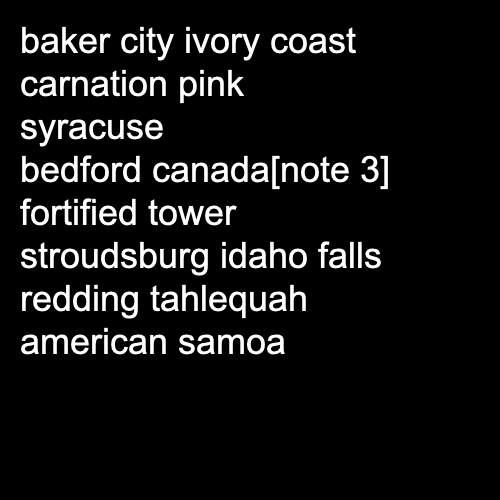 baker city ivory coast
carnation pink
syracuse
bedford canada[note 3]
fortified tower
stroudsburg idaho falls
redding tahlequah
american samoa